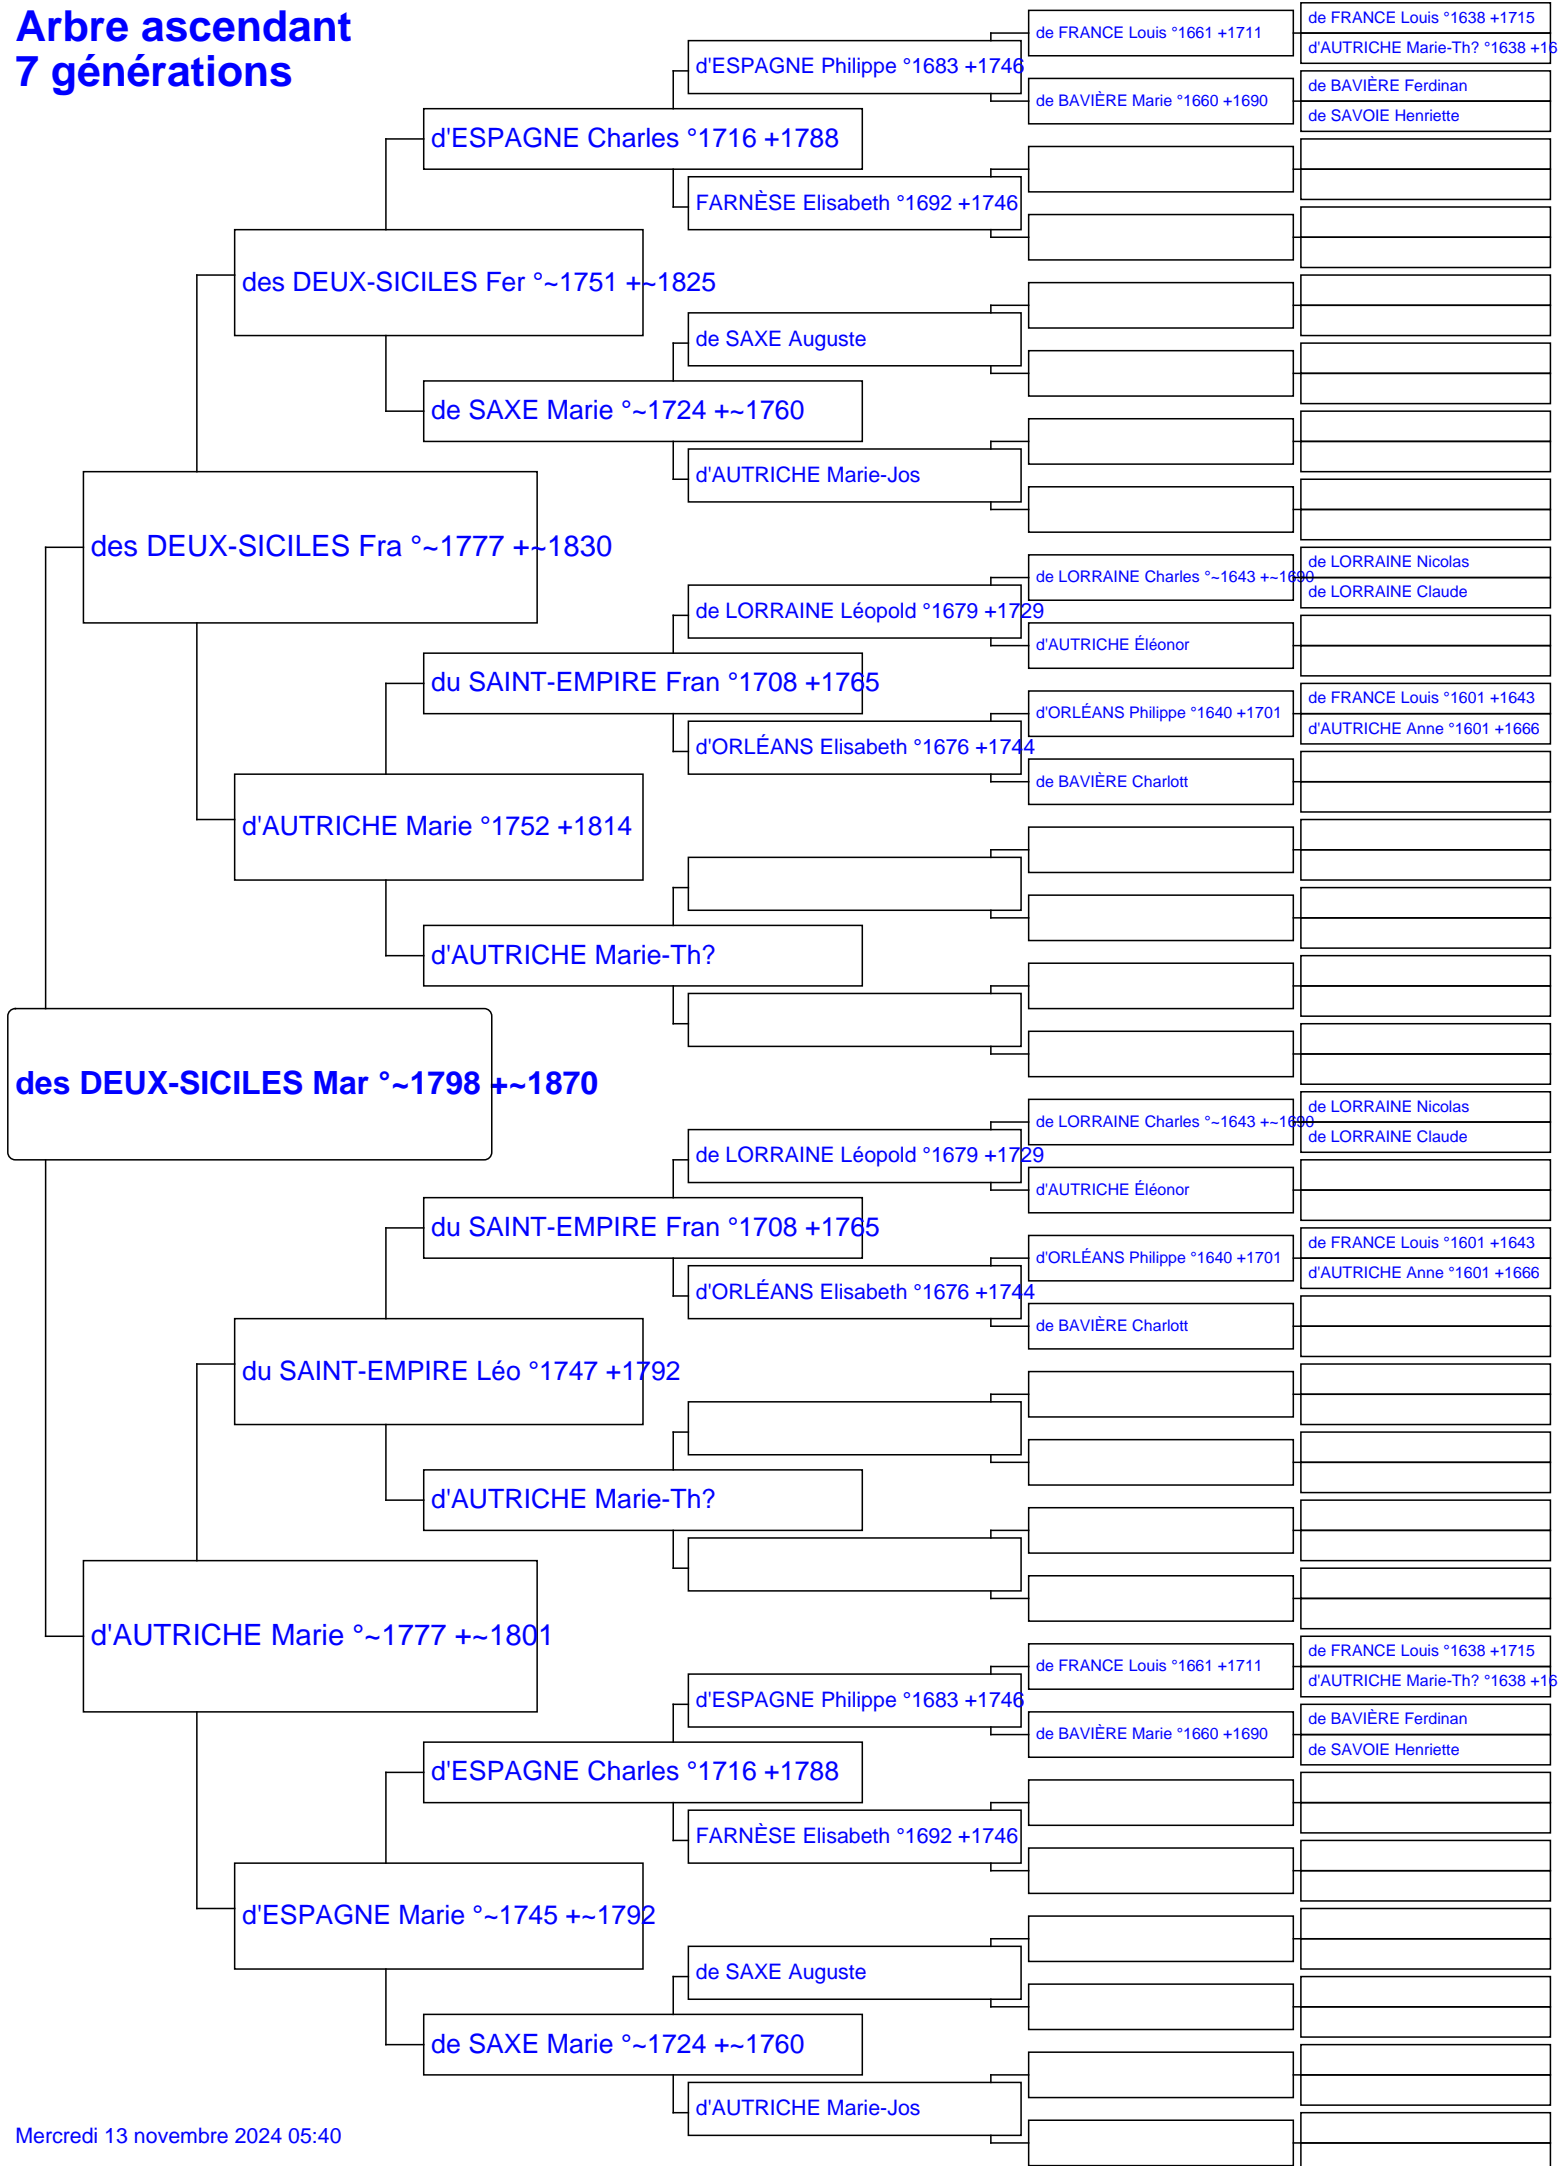 Arbre ascendant
7 générations
de FRANCE Louis °1638 +1715
de FRANCE Louis °1661 +1711
d'AUTRICHE Marie-Th? °1638 +16
d'ESPAGNE Philippe °1683 +1746
de BAVIÈRE Ferdinan
de BAVIÈRE Marie °1660 +1690
de SAVOIE Henriette
d'ESPAGNE Charles °1716 +1788
FARNÈSE Elisabeth °1692 +1746
des DEUX-SICILES Fer °~1751 +~1825
de SAXE Auguste
de SAXE Marie °~1724 +~1760
d'AUTRICHE Marie-Jos
des DEUX-SICILES Fra °~1777 +~1830
de LORRAINE Nicolas
de LORRAINE Charles °~1643 +~1690
de LORRAINE Claude
de LORRAINE Léopold °1679 +1729
d'AUTRICHE Éléonor
du SAINT-EMPIRE Fran °1708 +1765
de FRANCE Louis °1601 +1643
d'ORLÉANS Philippe °1640 +1701
d'AUTRICHE Anne °1601 +1666
d'ORLÉANS Elisabeth °1676 +1744
de BAVIÈRE Charlott
d'AUTRICHE Marie °1752 +1814
d'AUTRICHE Marie-Th?
des DEUX-SICILES Mar °~1798 +~1870
de LORRAINE Nicolas
de LORRAINE Charles °~1643 +~1690
de LORRAINE Claude
de LORRAINE Léopold °1679 +1729
d'AUTRICHE Éléonor
du SAINT-EMPIRE Fran °1708 +1765
de FRANCE Louis °1601 +1643
d'ORLÉANS Philippe °1640 +1701
d'AUTRICHE Anne °1601 +1666
d'ORLÉANS Elisabeth °1676 +1744
de BAVIÈRE Charlott
du SAINT-EMPIRE Léo °1747 +1792
d'AUTRICHE Marie-Th?
d'AUTRICHE Marie °~1777 +~1801
de FRANCE Louis °1638 +1715
de FRANCE Louis °1661 +1711
d'AUTRICHE Marie-Th? °1638 +16
d'ESPAGNE Philippe °1683 +1746
de BAVIÈRE Ferdinan
de BAVIÈRE Marie °1660 +1690
de SAVOIE Henriette
d'ESPAGNE Charles °1716 +1788
FARNÈSE Elisabeth °1692 +1746
d'ESPAGNE Marie °~1745 +~1792
de SAXE Auguste
de SAXE Marie °~1724 +~1760
d'AUTRICHE Marie-Jos
Mercredi 13 novembre 2024 05:40